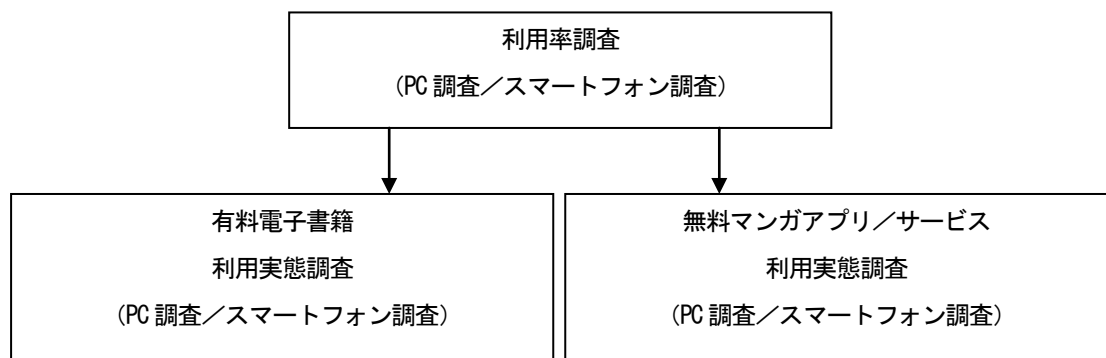 利用率調査
（PC 調査／スマートフォン調査）
有料電子書籍
利用実態調査
（PC 調査／スマートフォン調査）
無料マンガアプリ／サービス
利用実態調査
（PC 調査／スマートフォン調査）